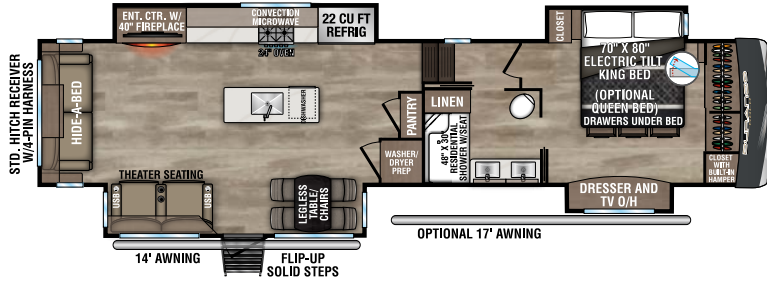 ENT. CTR. W/
40" FIREPLACE
CONVECTION
MICROWAVE
24" OVEN
22 CU FT
REFRIG
STD. HITCH RECEIVER
W/4-PIN HARNESS
HIDE-A-BED
DISHWASHER
PANTRY
LINEN
WASHER/
DRYER
PREP
48" X 30"
RESIDENTIAL
SHOWER W/SEAT
CLOSET
70" X 80"
ELECTRIC TILT
KING BED
(OPTIONAL
QUEEN BED)
DRAWERS UNDER BED
CLOSET WITH
BUILT-IN
HAMPER
DURANGO
DRESSER AND
TV O/H
THEATER SEATING
USB
USB
LEGLESS
TABLE/
CHAIRS
14' AWNING
FLIP-UP
SOLID STEPS
OPTIONAL 17' AWNING